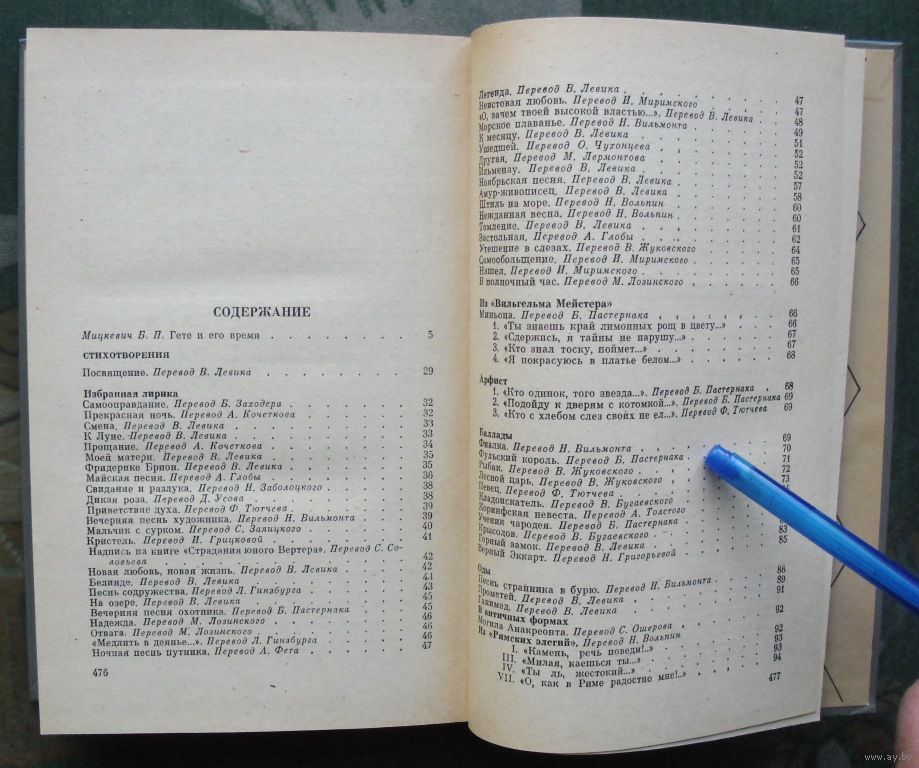 СОДЕРЖАНИЕ
Мицкевич Б. П. Гете и его время . . . . . . . 5
СТИХОТВОРЕНИЯ
Посвящение. Перевод В. Левика . . . . . . . 29
Избранная лирика
Самооправдание. Перевод Б. Заходера . . . . 32
Прекрасная ночь. Перевод А. Кочеткова . . . . 32
Смена. Перевод В. Левика . . . . . . . 33
К Луне. Перевод В. Левика . . . . . . . 33
Прощание. Перевод А. Кочеткова . . . . . 34
Моей матери. Перевод В. Левика . . . . . 35
Фридерике Брион. Перевод В. Левика . . . . 35
Майская песня. Перевод А. Глобы . . . . . 36
Свидание и разлука. Перевод Н. Заболоцкого . . . 38
Дикая роза. Перевод Д. Усова . . . . . . 38
Приветствие духа. Перевод Ф. Тютчева . . . . 39
Вечерняя песнь художника. Перевод Н. Вильмонта . . 39
Мальчик с сурком. Перевод С. Заяицкого . . . . 40
Кристель. Перевод И. Грицковой . . . . . 41
Надпись на книге «Страдания юного Вертера». Перевод С. Со-
ловьева . . . . . . . . . . 42
Новая любовь, новая жизнь. Перевод В. Левика . . . 42
Белинде. Перевод В. Левика . . . . . . 43
Песнь содружества. Перевод Л. Гинзбурга . . . . 43
На озере. Перевод В. Левика . . . . . . 45
Вечерняя песня охотника. Перевод Б. Пастернака . . . 45
Надежда. Перевод М. Лозинского . . . . . 46
Отвага. Перевод М. Лозинского . . . . . 46
«Медлить в деянье...». Перевод Л. Гинзбурга . . . 46
Ночная песнь путника. Перевод А. Фета . . . . 47
476
Легенда. Перевод В. Левика . . . . . . . 47
Неистовая любовь. Перевод И. Миримского . . . . 47
«О, зачем твоей высокой властью...». Перевод В. Левика . 48
Морское плаванье. Перевод Н. Вильмонта . . . . 48
К месяцу. Перевод В. Левика . . . . . . 49
Ушедшей. Перевод О. Чухонцева . . . . . 51
Другая. Перевод М. Лермонтова . . . . . 52
Ильменау. Перевод В. Левика . . . . . . 52
Ноябрьская песня. Перевод В. Левика . . . . 52
Амур-живописец. Перевод В. Левика . . . . . 57
Штиль на море. Перевод Н. Вольпин . . . . . 58
Нежданная весна. Перевод Н. Вольпин . . . . 60
Томление. Перевод В. Левика . . . . . . 60
Застольная. Перевод А. Глобы . . . . . . 61
Утешение в слезах. Перевод В. Жуковского . . . . 62
Самообольщение. Перевод И. Миримского . . . . 64
Нашел. Перевод И. Миримского . . . . . . 65
В полночный час. Перевод М. Лозинского . . . . 66
Из «Вильгельма Мейстера»
Миньона. Перевод Б. Пастернака . . . . . . 66
1. «Ты знаешь край лимонных рощ в цвету...» . . 66
2. «Сдержись, я тайны не нарушу...» . . . . 67
3. «Кто знал тоску, поймет...» . . . . . 67
4. «Я покрасуюсь в платье белом...» . . . . 68
Арфист
1. «Кто одинок, того звезда...». Перевод Б. Пастернака . 68
2. «Подойду к дверям с котомкой...». Перевод Б. Пастернака 69
3. «Кто с хлебом слез своих не ел...». Перевод Ф. Тютчева 69
Баллады
Фиалка. Перевод Н. Вильмонта . . . . . 69
Фульский король. Перевод Б. Пастернака . . . 70
Рыбак. Перевод В. Жуковского . . . . . 71
Лесной царь. Перевод В. Жуковского . . . . 72
Певец. Перевод Ф. Тютчева . . . . . 73
Кладоискатель. Перевод В. Бугаевского
Коринфская невеста. Перевод А. Толстого
Ученик чародея. Перевод Б. Пастернака
Крысолов. Перевод В. Бугаевского . . . . 83
Горный замок. Перевод В. Левика . . . . 83
Верный Эккарт. Перевод Н. Григорьевой . . . 85
Оды
Песнь странника в бурю. Перевод Н. Вильмонта . . 86
Прометей. Перевод В. Левика . . . . . . 89
Ганимед. Перевод В. Левика . . . . . . 91
В античных формах
Могила Анакреонта. Перевод С. Ошерова . . . . 92
Из «Римских элегий». Перевод Н. Вольпин
I. «Камень, речь поведи!..» . . . . . 92
III. «Милая, каешься ты...» . . . . . 93
IV. «Ты ль, жестокий...» . . . . . 93
VII. «О, как в Риме радостно мне!..» . . . . 94
477
www.ay.by